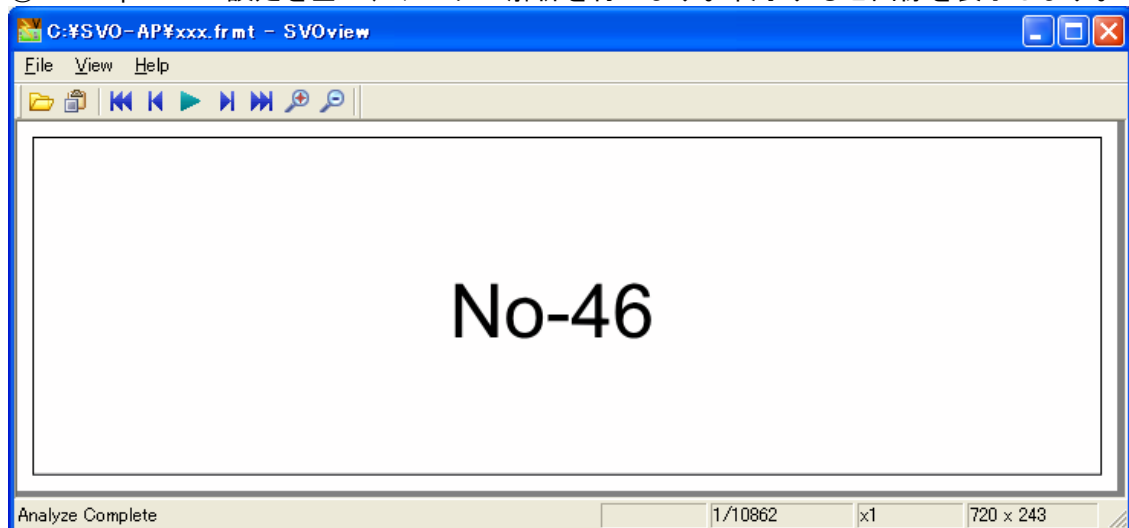 C:¥SVO-AP¥xxx.frmt - SVOview
File View Help
No-46
Analyze Complete 1/10862 x1 720 x 243